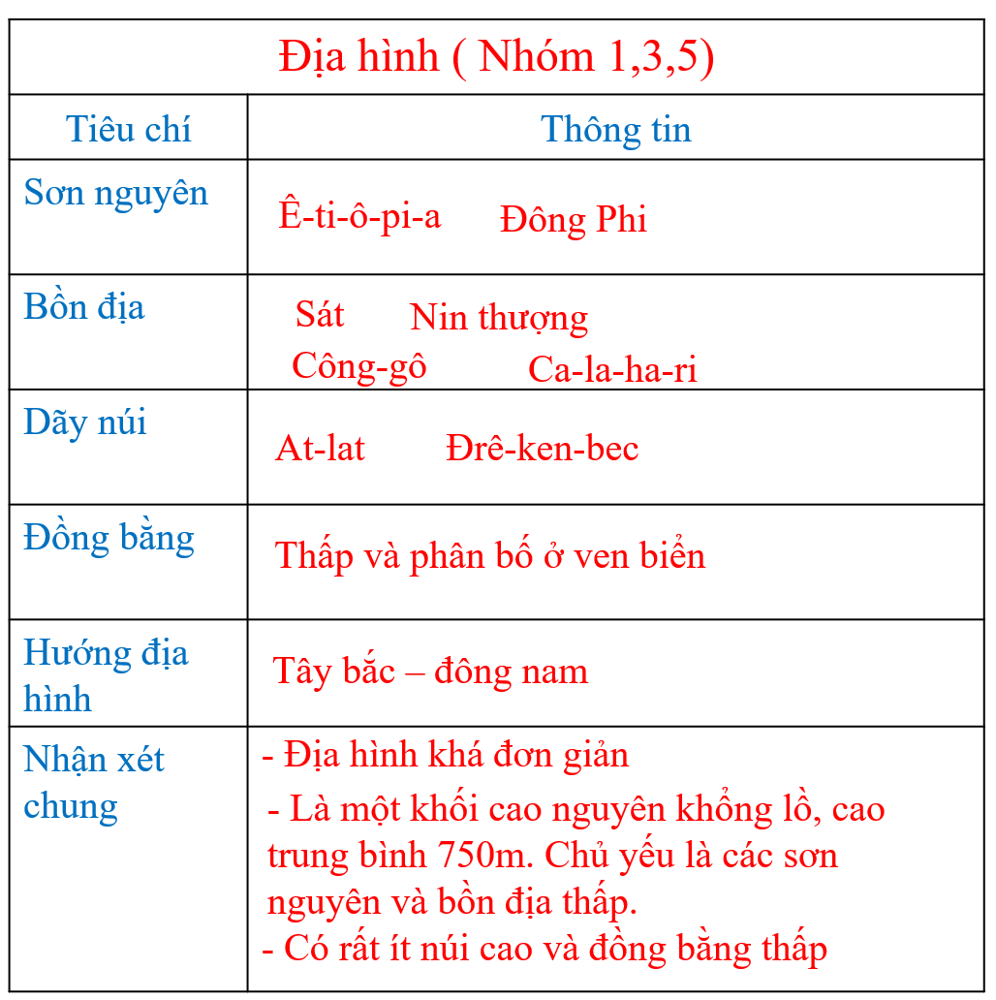 Địa hình ( Nhóm 1,3,5)
Tiêu chí
Thông tin
Sơn nguyên
Ê-ti-ô-pi-a Đông Phi
Bồn địa
Sát Nin thượng
Công-gô Ca-la-ha-ri
Dãy núi
At-lat Đrê-ken-bec
Đồng bằng
Thấp và phân bố ở ven biển
Hướng địa
hình
Tây bắc – đông nam
Nhận xét
chung
- Địa hình khá đơn giản
- Là một khối cao nguyên khổng lồ, cao
trung bình 750m. Chủ yếu là các sơn
nguyên và bồn địa thấp.
- Có rất ít núi cao và đồng bằng thấp